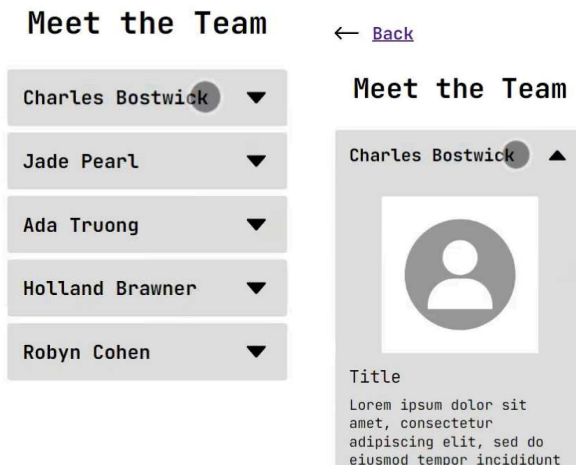 Meet the Team
Charles Bostwick
Jade Pearl
Ada Truong
Holland Brawner
Robyn Cohen
Back
Meet the Team
Charles Bostwick
Title
Lorem ipsum dolor sit
amet, consectetur
adipiscing elit, sed do
eiusmod tempor incididunt